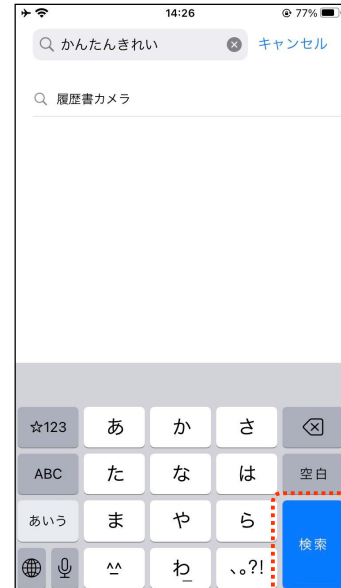 14:26 77%
かんたんきれい キャンセル
履歴書カメラ
☆123 あ か さ
ABC た な は 空白
あいう ま や ら 検索
^^ わ 、。?!